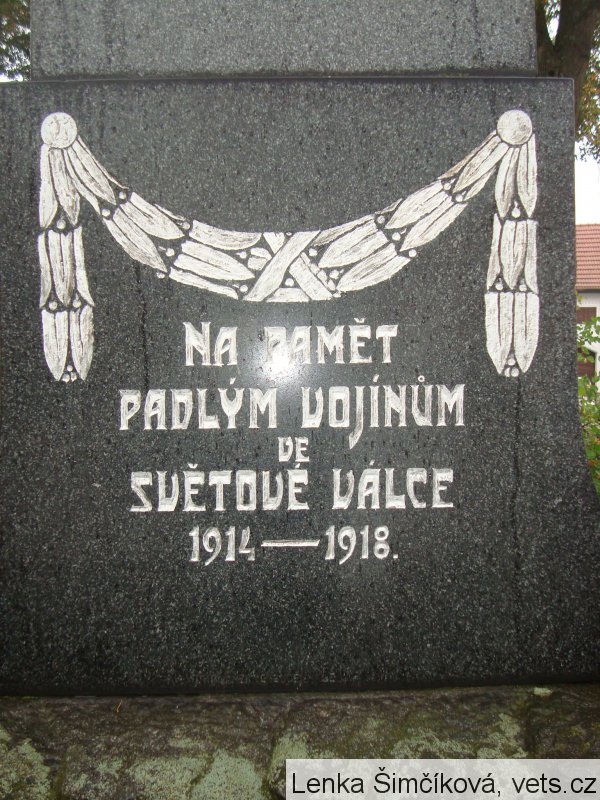 NA PAMĚT
PADLÝM VOJÍNŮM
VE
SVĚTOVÉ VÁLCE
1914—1918.
Lenka Šimčíková, vets.cz